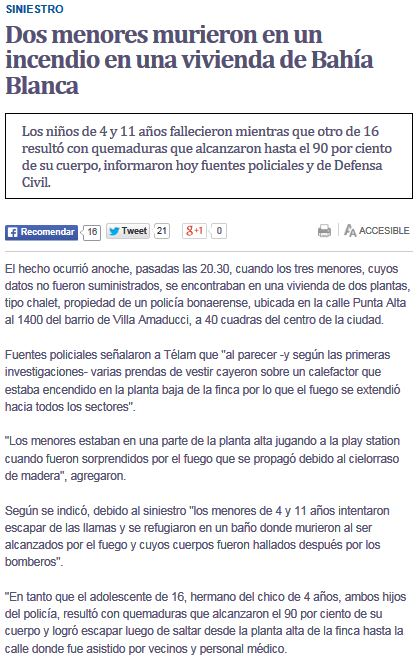 SINIESTRO
Dos menores murieron en un
incendio en una vivienda de Bahía
Blanca
Los niños de 4 y 11 años fallecieron mientras que otro de 16
resultó con quemaduras que alcanzaron hasta el 90 por ciento
de su cuerpo, informaron hoy fuentes policiales y de Defensa
Civil.
Recomendar 16 Tweet 21 g+1 0 AA ACCESIBLE
El hecho ocurrió anoche, pasadas las 20.30, cuando los tres menores, cuyos
datos no fueron suministrados, se encontraban en una vivienda de dos plantas,
tipo chalet, propiedad de un policía bonaerense, ubicada en la calle Punta Alta
al 1400 del barrio de Villa Amaducci, a 40 cuadras del centro de la ciudad.
Fuentes policiales señalaron a Télam que "al parecer -y según las primeras
investigaciones- varias prendas de vestir cayeron sobre un calefactor que
estaba encendido en la planta baja de la finca por lo que el fuego se extendió
hacia todos los sectores".
"Los menores estaban en una parte de la planta alta jugando a la play station
cuando fueron sorprendidos por el fuego que se propagó debido al cielorraso
de madera", agregaron.
Según se indicó, debido al siniestro "los menores de 4 y 11 años intentaron
escapar de las llamas y se refugiaron en un baño donde murieron al ser
alcanzados por el fuego y cuyos cuerpos fueron hallados después por los
bomberos".
"En tanto que el adolescente de 16, hermano del chico de 4 años, ambos hijos
del policía, resultó con quemaduras que alcanzaron el 90 por ciento de su
cuerpo y logró escapar luego de saltar desde la planta alta de la finca hasta la
calle donde fue asistido por vecinos y personal médico.